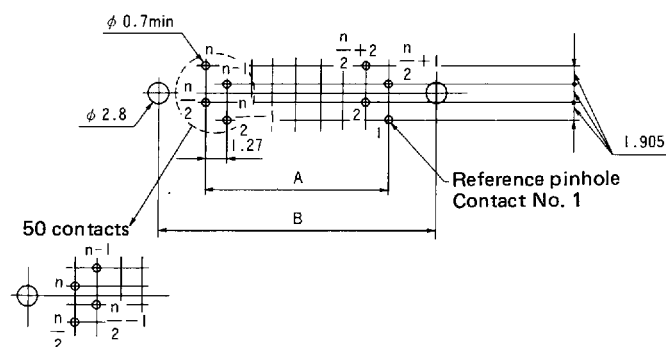 φ 0.7min
n
n-1
n/2
n/2 -1
n/2 +2
n/2 +1
2
1
φ 2.8
1.27
1.905
A
B
Reference pinhole
Contact No. 1
50 contacts
n-1
n
n/2 -1
n/2